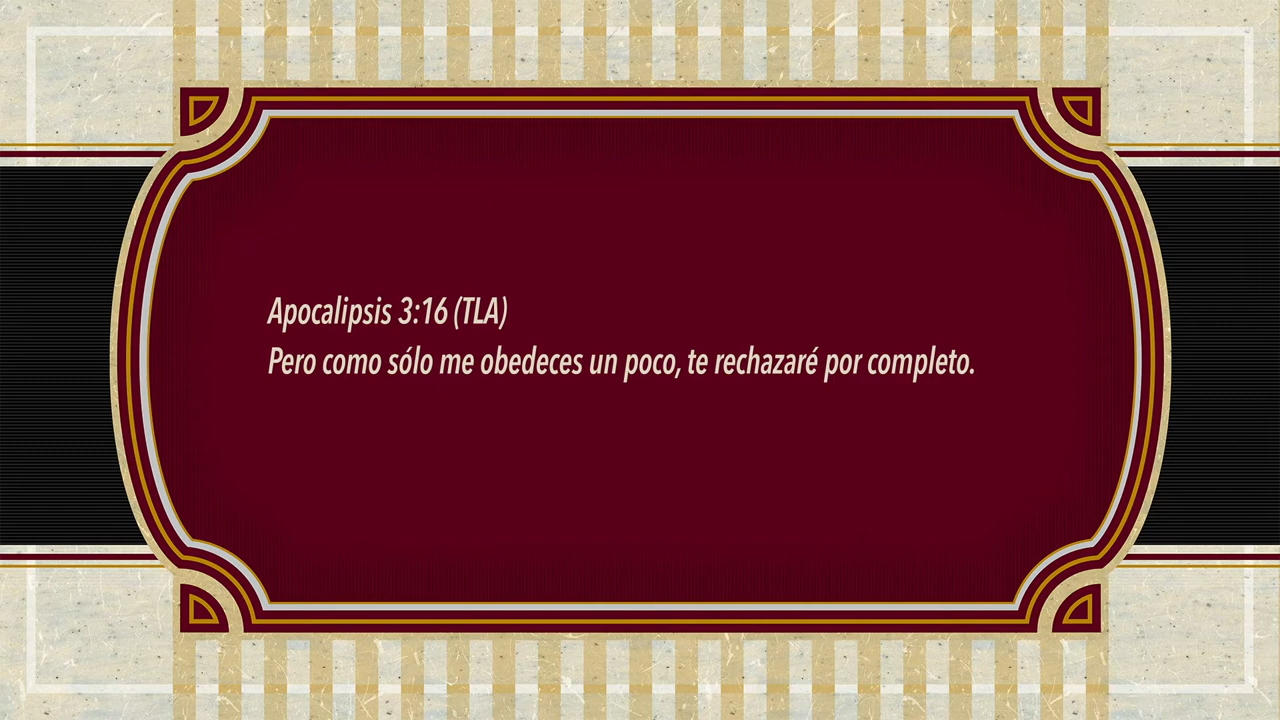 Apocalipsis 3:16 (TLA)
Pero como sólo me obedeces un poco, te rechazaré por completo.